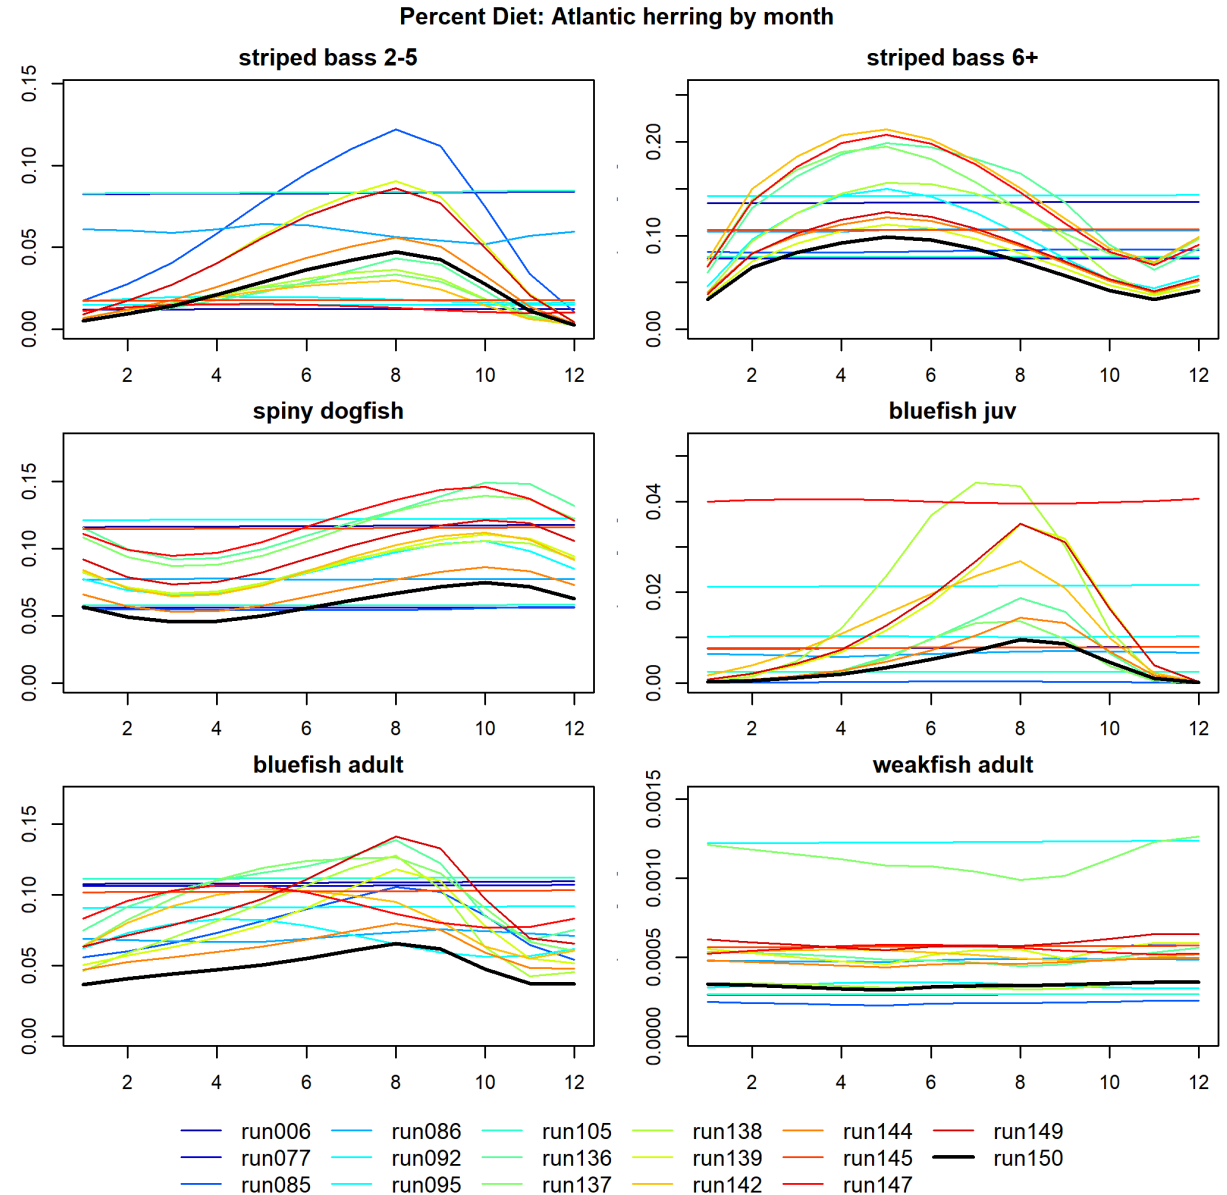 Percent Diet: Atlantic herring by month
striped bass 2-5
striped bass 6+
0.15
0.10
0.05
0.00
2 4 6 8 10 12
0.20
0.10
0.00
2 4 6 8 10 12
spiny dogfish
bluefish juv
0.15
0.10
0.05
0.00
2 4 6 8 10 12
0.04
0.02
0.00
2 4 6 8 10 12
bluefish adult
weakfish adult
0.15
0.10
0.05
0.00
2 4 6 8 10 12
0.0015
0.0010
0.0005
0.0000
2 4 6 8 10 12
run006 run086 run105 run138 run144 run149
run077 run092 run136 run139 run145 run150
run085 run095 run137 run142 run147